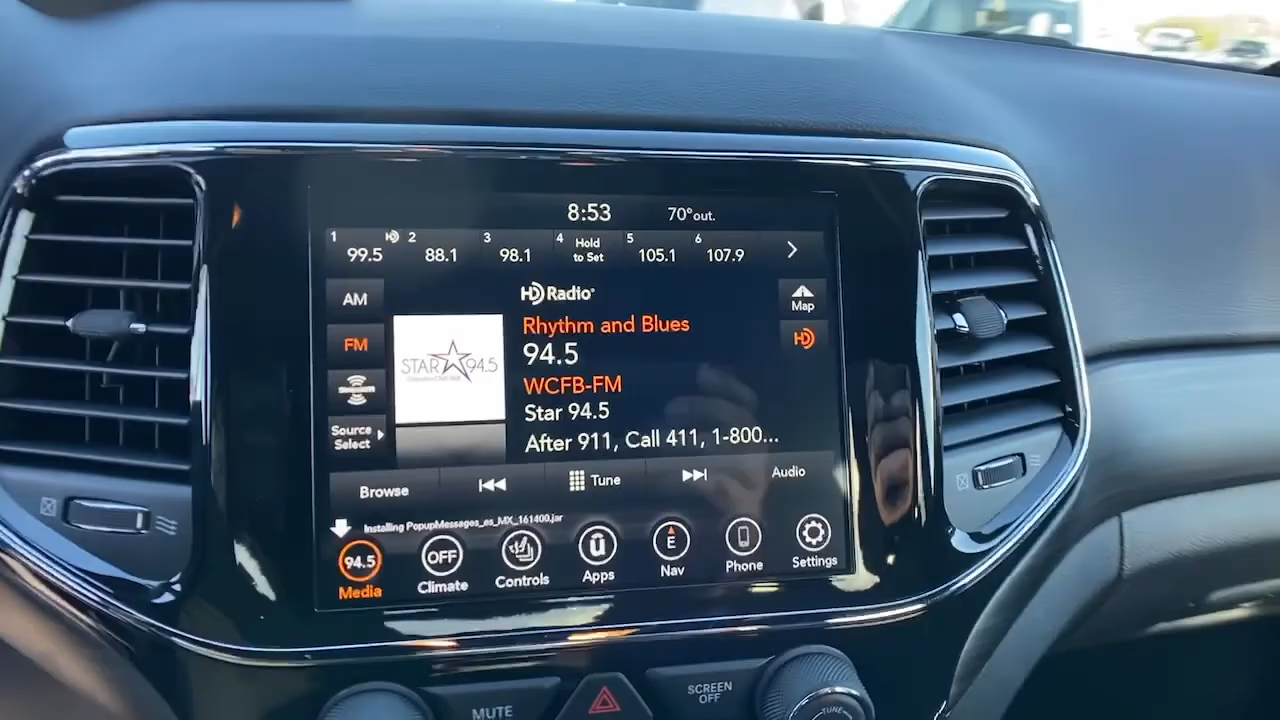 8:53 70°out.
1 99.5 HD 2 88.1 3 98.1 4 Hold to Set 5 105.1 6 107.9
AM
HD Radio
Map
FM
Rhythm and Blues
HD
STAR 94.5
94.5
WCFB-FM
Star 94.5
Source Select
After 911, Call 411, 1-800...
Browse Tune Audio
Installing PopupMessages_es_MX_161400.jar
94.5 OFF ū E
Media Climate Controls Apps Nav Phone Settings
MUTE SCREEN OFF TUNE